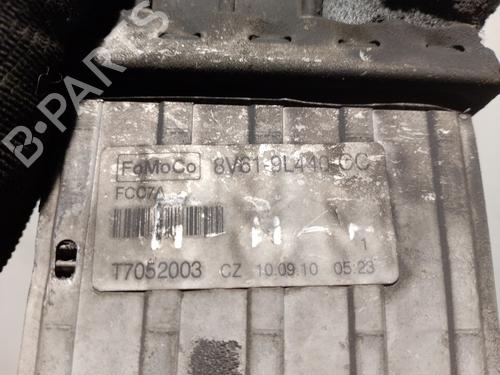 B-PARTS
FoMoCo 8V61-9L440-CC
FCC7A
1
T7052003 CZ 10.09.10 05:23